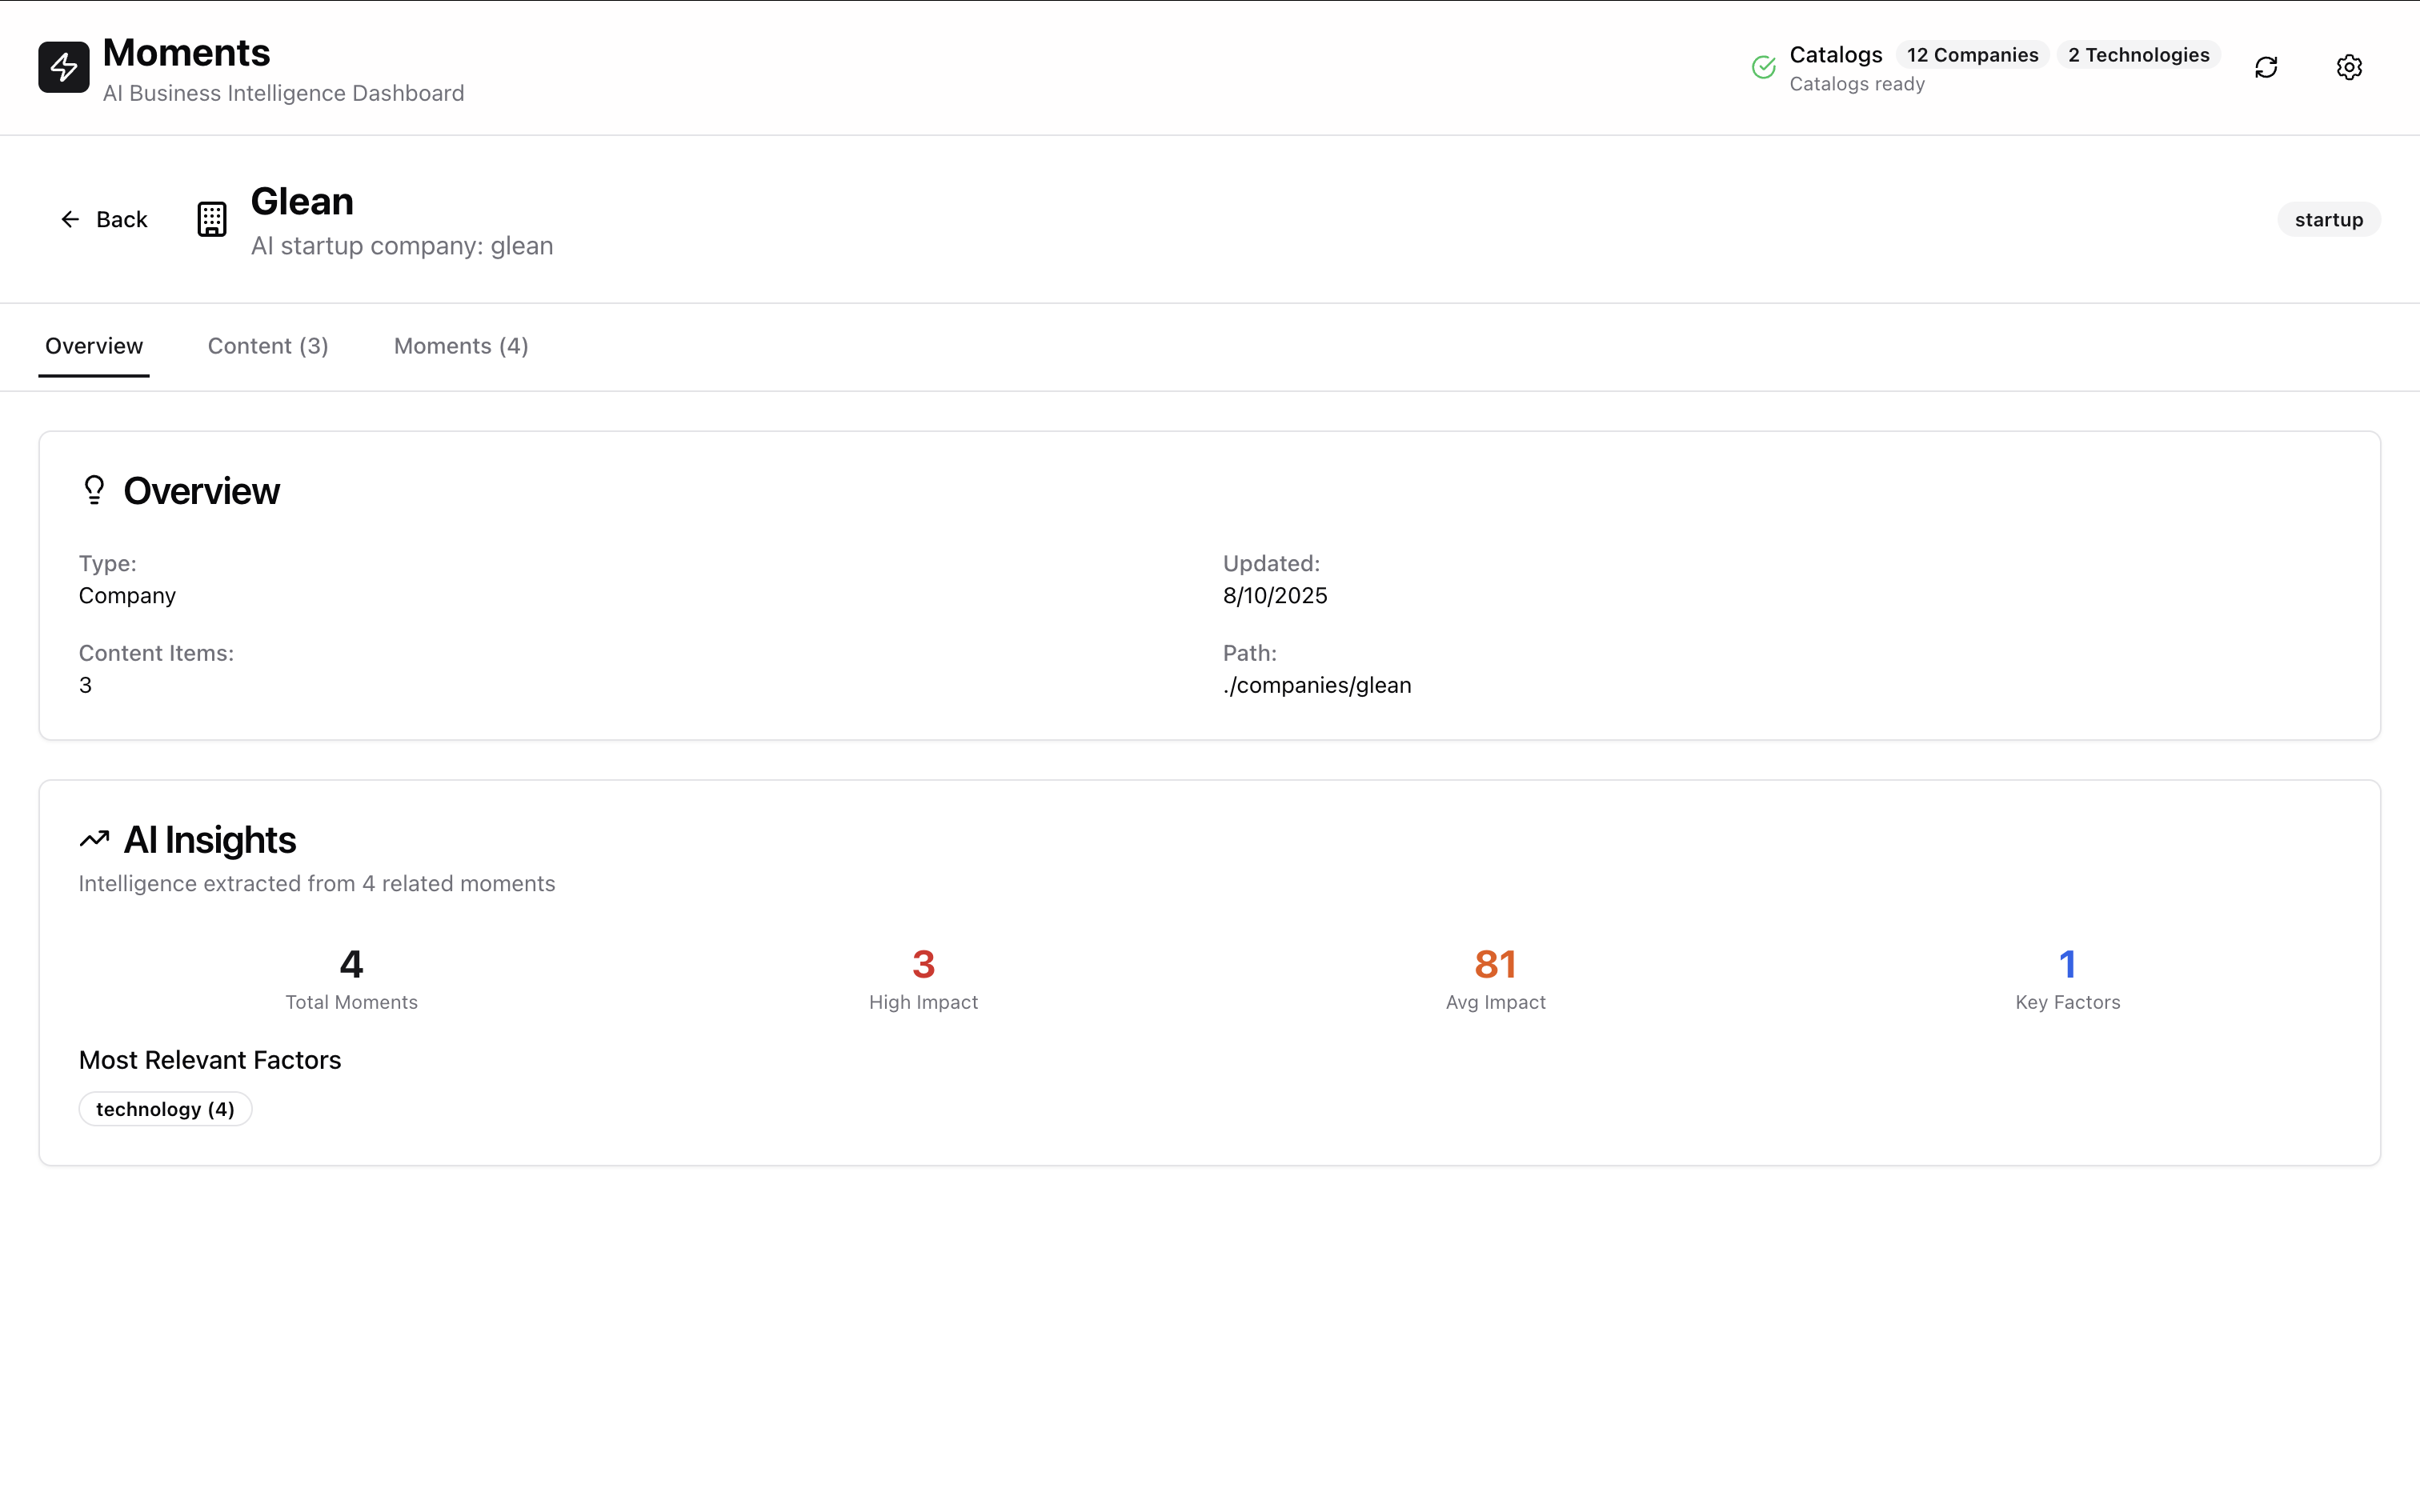 Moments
AI Business Intelligence Dashboard
Catalogs 12 Companies 2 Technologies
Catalogs ready
Back
Glean
AI startup company: glean
startup
Overview Content (3) Moments (4)
Overview
Type:
Company
Updated:
8/10/2025
Content Items:
3
Path:
./companies/glean
AI Insights
Intelligence extracted from 4 related moments
4
Total Moments
3
High Impact
81
Avg Impact
1
Key Factors
Most Relevant Factors
technology (4)